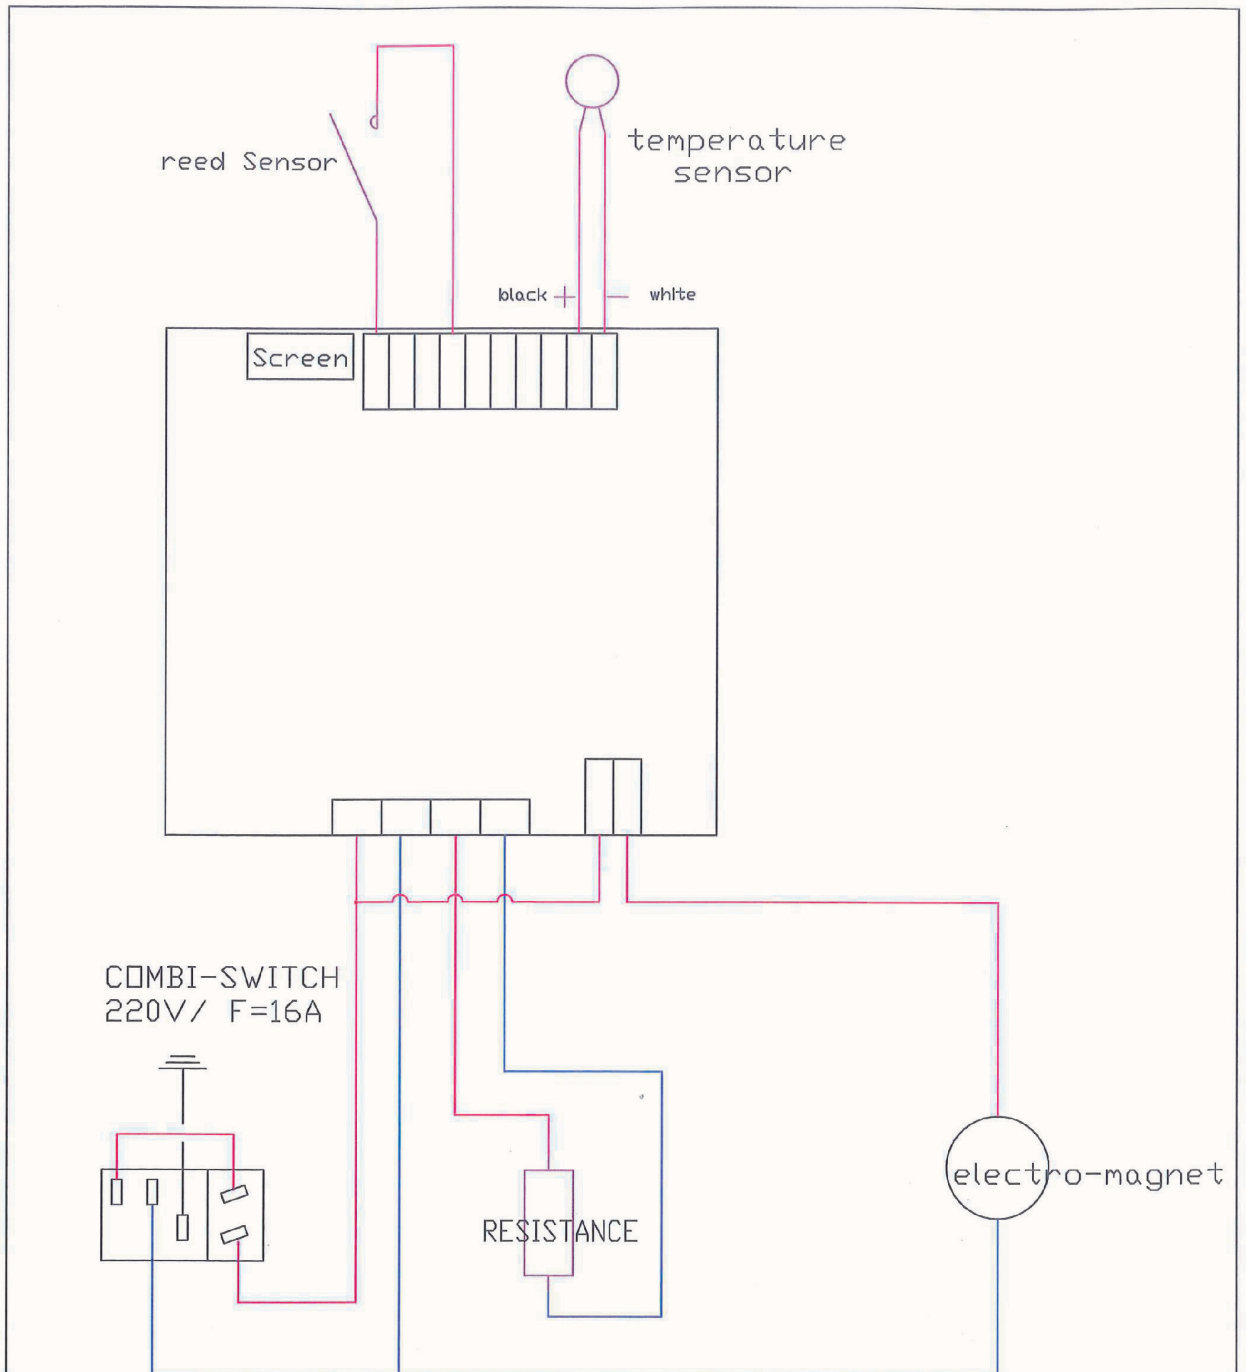 reed Sensor
temperature
sensor
black + - white
Screen
COMBI-SWITCH
220V/ F=16A
electro-magnet
RESISTANCE